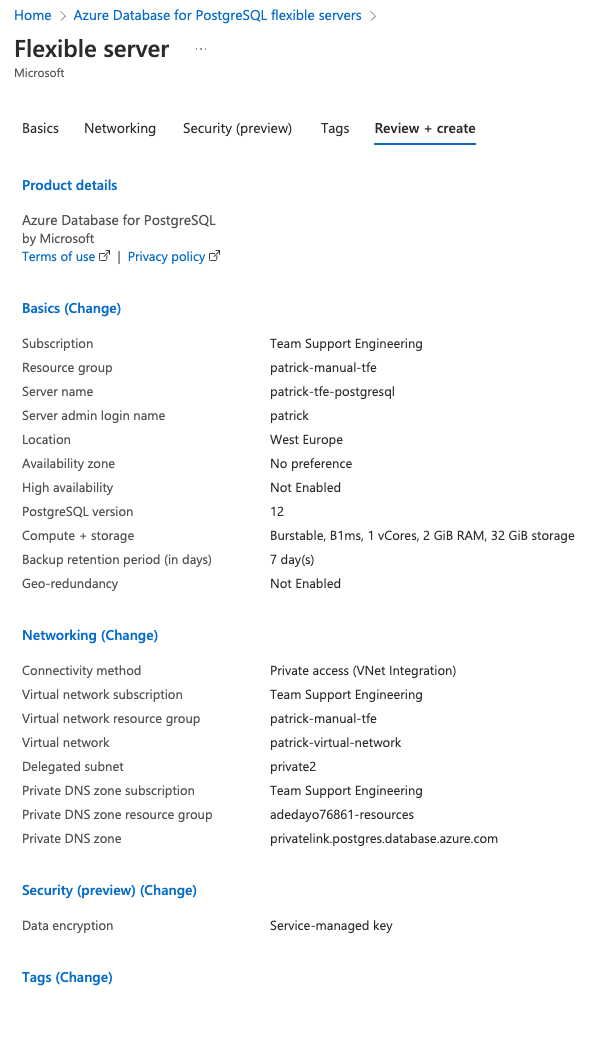 Home > Azure Database for PostgreSQL flexible servers >
Flexible server ...
Microsoft
Basics Networking Security (preview) Tags Review + create
Product details
Azure Database for PostgreSQL
by Microsoft
Terms of use | Privacy policy
Basics (Change)
Subscription Team Support Engineering
Resource group patrick-manual-tfe
Server name patrick-tfe-postgresql
Server admin login name patrick
Location West Europe
Availability zone No preference
High availability Not Enabled
PostgreSQL version 12
Compute + storage Burstable, B1ms, 1 vCores, 2 GiB RAM, 32 GiB storage
Backup retention period (in days) 7 day(s)
Geo-redundancy Not Enabled
Networking (Change)
Connectivity method Private access (VNet Integration)
Virtual network subscription Team Support Engineering
Virtual network resource group patrick-manual-tfe
Virtual network patrick-virtual-network
Delegated subnet private2
Private DNS zone subscription Team Support Engineering
Private DNS zone resource group adedayo76861-resources
Private DNS zone privatelink.postgres.database.azure.com
Security (preview) (Change)
Data encryption Service-managed key
Tags (Change)